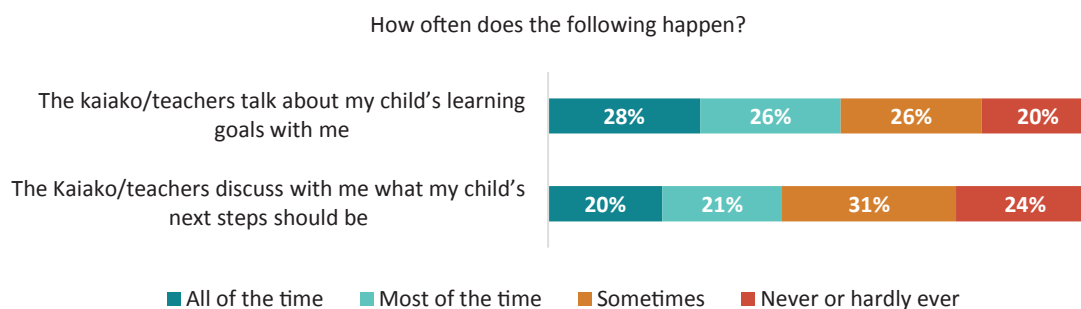 How often does the following happen?
The kaiako/teachers talk about my child's learning
goals with me
28% 26% 26% 20%
The Kaiako/teachers discuss with me what my child's
next steps should be
20% 21% 31% 24%
All of the time Most of the time Sometimes Never or hardly ever